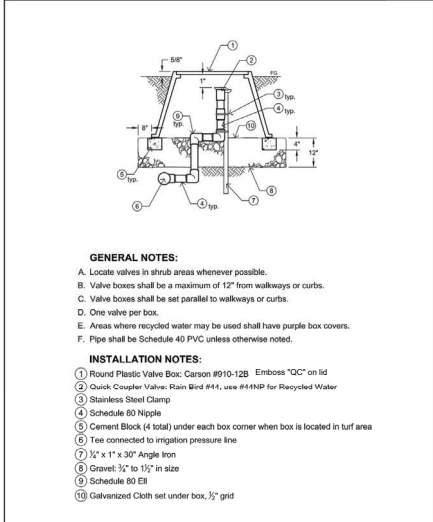 1
2
5/8"
FG
1"
3 typ.
4 typ.
9 typ.
10
8"
4"
12"
5 typ.
6
4 typ.
7
8
GENERAL NOTES:
A. Locate valves in shrub areas whenever possible.
B. Valve boxes shall be a maximum of 12" from walkways or curbs.
C. Valve boxes shall be set parallel to walkways or curbs.
D. One valve per box.
E. Areas where recycled water may be used shall have purple box covers.
F. Pipe shall be Schedule 40 PVC unless otherwise noted.
INSTALLATION NOTES:
1 Round Plastic Valve Box: Carson #910-12B Emboss "QC" on lid
2 Quick Coupler Valve: Rain Bird #44, use #44NP for Recycled Water
3 Stainless Steel Clamp
4 Schedule 80 Nipple
5 Cement Block (4 total) under each box corner when box is located in turf area
6 Tee connected to irrigation pressure line
7 ¼" x 1" x 30" Angle Iron
8 Gravel: ¾" to 1½" in size
9 Schedule 80 Ell
10 Galvanized Cloth set under box, ½" grid